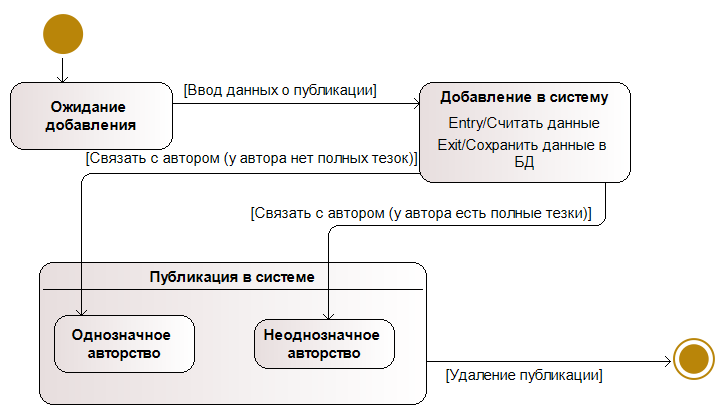 Ожидание
добавления
[Ввод данных о публикации]
Добавление в систему
Entry/Считать данные
Exit/Сохранить данные в
БД
[Связать с автором (у автора нет полных тезок)]
[Связать с автором (у автора есть полные тезки)]
Публикация в системе
Однозначное
авторство
Неоднозначное
авторство
[Удаление публикации]